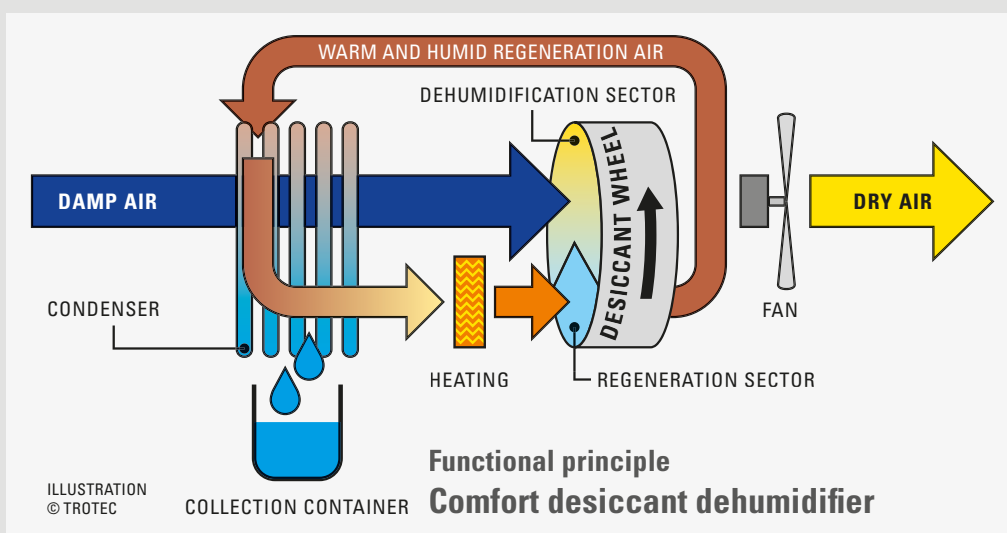 WARM AND HUMID REGENERATION AIR
DEHUMIDIFICATION SECTOR
DAMP AIR
DESICCANT WHEEL
DRY AIR
CONDENSER
FAN
HEATING
REGENERATION SECTOR
Functional principle
Comfort desiccant dehumidifier
COLLECTION CONTAINER
ILLUSTRATION
© TROTEC